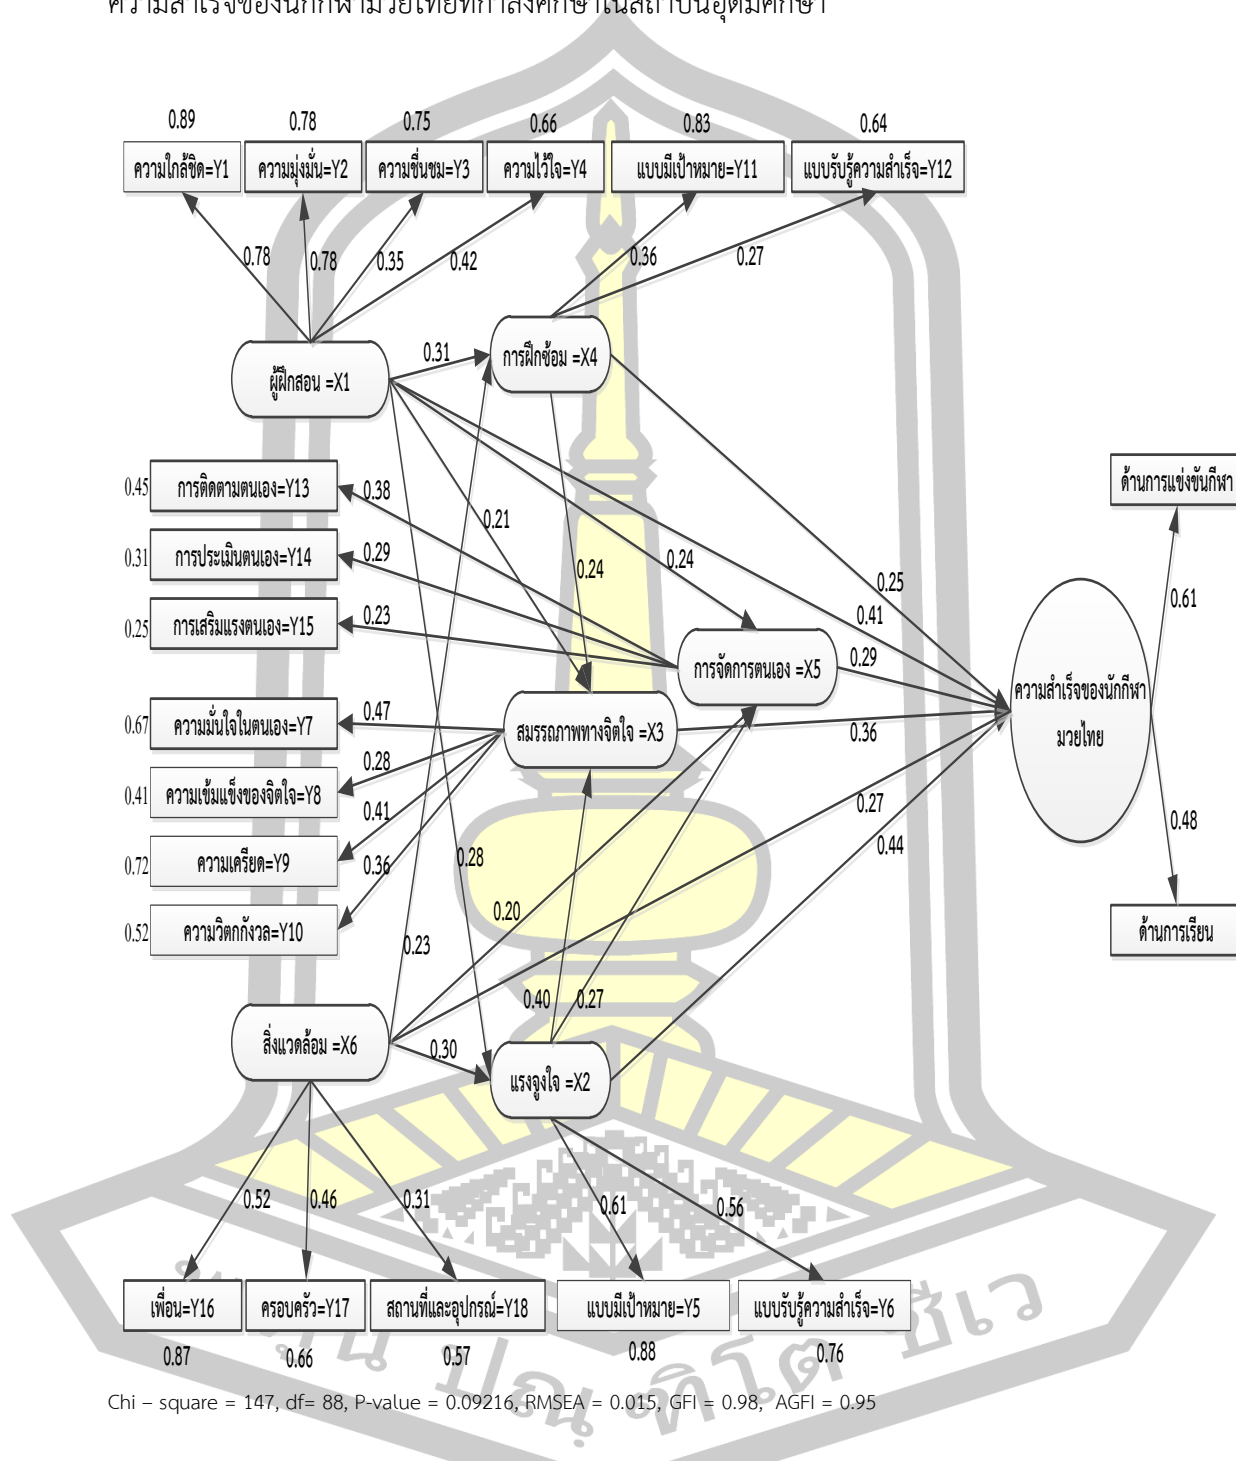 ความสำเร็จของนักกีฬามวยไทยที่กำลังศึกษาในสถาบันอุดมศึกษา
0.89 0.78 0.75 0.66 0.83 0.64
ความใกล้ชิด=Y1 ความมุ่งมั่น=Y2 ความชื่นชม=Y3 ความไว้ใจ=Y4 แบบมีเป้าหมาย=Y11 แบบรับรู้ความสำเร็จ=Y12
0.78 0.78 0.35 0.42 0.36 0.27
ผู้ฝึกสอน =X1 0.31 การฝึกซ้อม =X4
0.45 การติดตามตนเอง=Y13 0.38
ด้านการแข่งขันกีฬา
0.21
0.31 การประเมินตนเอง=Y14 0.29
0.24 0.24 0.25
0.61
0.25 การเสริมแรงตนเอง=Y15 0.23
0.41
การจัดการตนเอง =X5 0.29
ความสำเร็จของนักกีฬา
มวยไทย
0.67 ความมั่นใจในตนเอง=Y7 0.47 สมรรถภาพทางจิตใจ =X3 0.36
0.28
0.41 ความเข้มแข็งของจิตใจ=Y8
0.41 0.27 0.48
0.36 0.28 0.44
0.72 ความเครียด=Y9
0.20
0.52 ความวิตกกังวล=Y10 0.23
ด้านการเรียน
0.40 0.27
สิ่งแวดล้อม =X6 0.30
แรงจูงใจ =X2
0.52 0.46 0.31 0.61 0.56
เพื่อน=Y16 ครอบครัว=Y17 สถานที่และอุปกรณ์=Y18 แบบมีเป้าหมาย=Y5 แบบรับรู้ความสำเร็จ=Y6
0.87 0.66 0.57 0.88 0.76
พหุน ปณฺ ฑิโต ชีเว
Chi – square = 147, df= 88, P-value = 0.09216, RMSEA = 0.015, GFI = 0.98, AGFI = 0.95